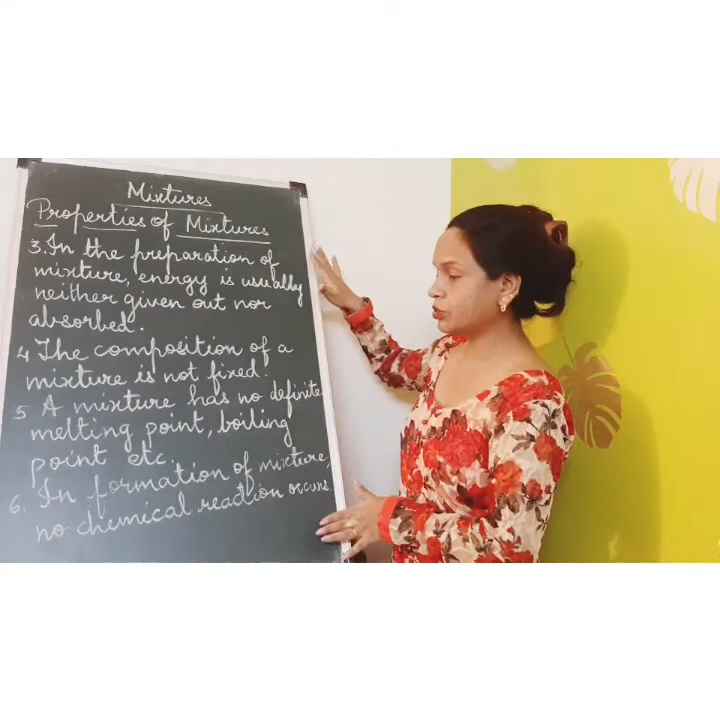 Mixtures
Properties of Mixtures
3. In the preparation of
mixture, energy is usually
neither given out nor
absorbed.
4 The composition of a
mixture is not fixed.
5 A mixture has no definite
melting point, boiling
point etc.
6. In formation of mixture,
no chemical reaction occurs.